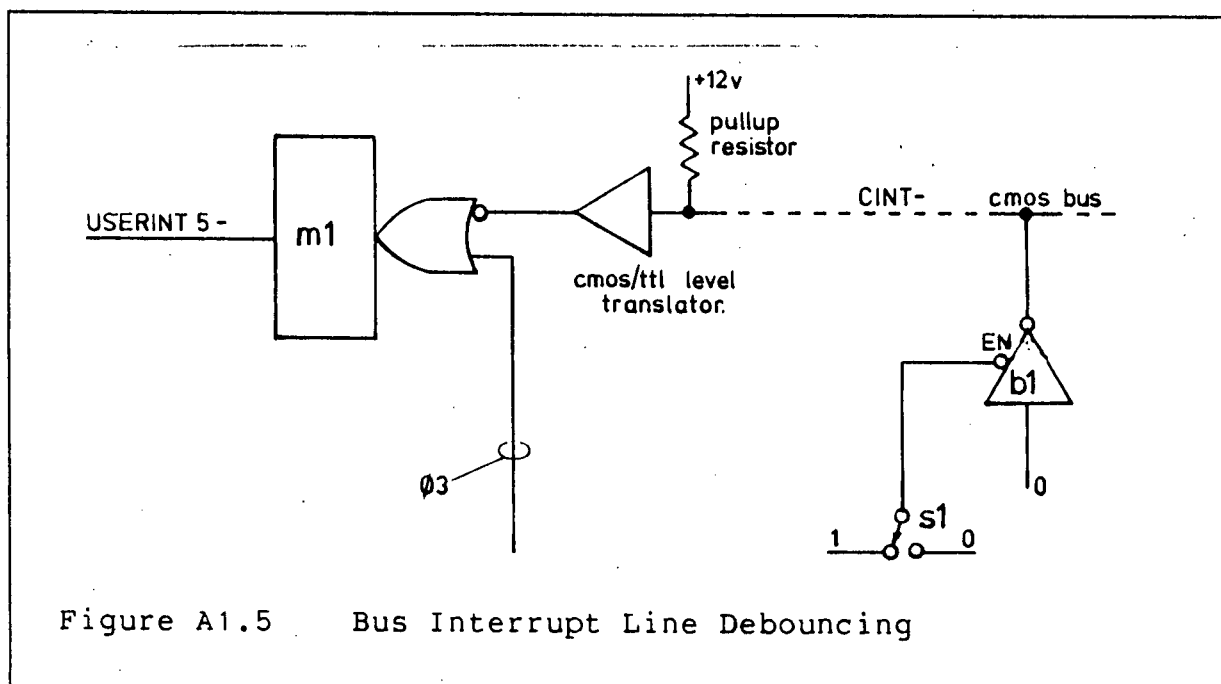 +12v
pullup
resistor
CINT-
cmos bus
USERINT 5-
m1
cmos/ttl level
translator.
EN
b1
Ø3
0
s1
1
0
Figure A1.5 Bus Interrupt Line Debouncing